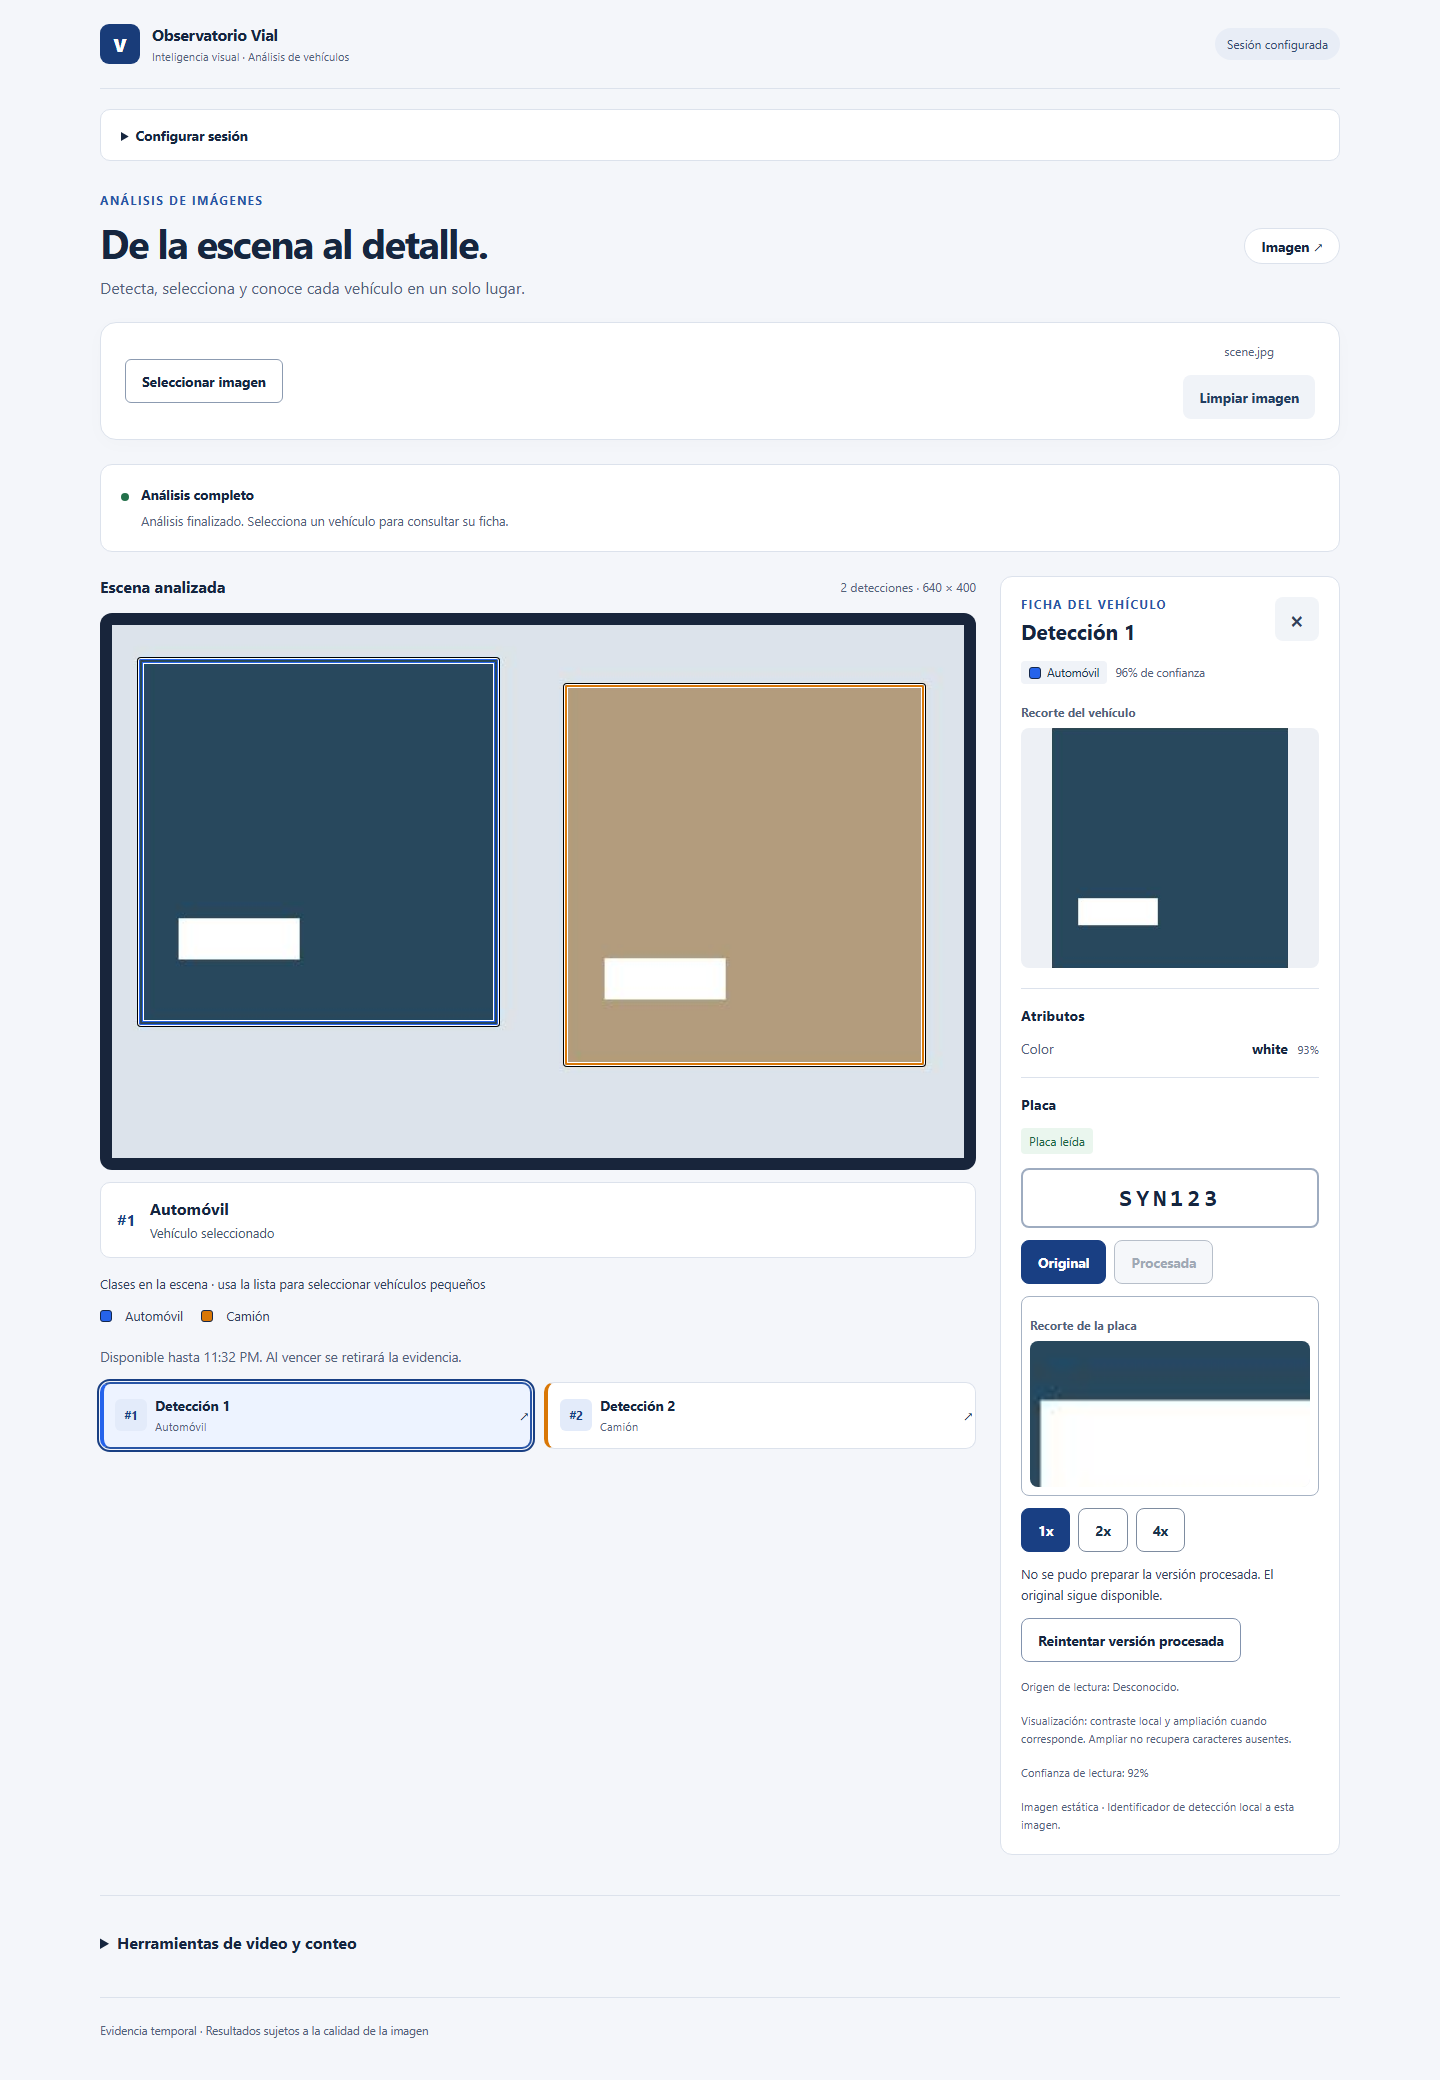 V
Observatorio Vial
Inteligencia visual · Análisis de vehículos
Sesión configurada
▶ Configurar sesión
ANÁLISIS DE IMÁGENES
De la escena al detalle.
Imagen ↗
Detecta, selecciona y conoce cada vehículo en un solo lugar.
Seleccionar imagen
scene.jpg
Limpiar imagen
Análisis completo
Análisis finalizado. Selecciona un vehículo para consultar su ficha.
Escena analizada
2 detecciones · 640 × 400
#1
Automóvil
Vehículo seleccionado
Clases en la escena · usa la lista para seleccionar vehículos pequeños
Automóvil
Camión
Disponible hasta 11:32 PM. Al vencer se retirará la evidencia.
#1
Detección 1
Automóvil
↗
#2
Detección 2
Camión
↗
FICHA DEL VEHÍCULO
Detección 1
×
Automóvil
96% de confianza
Recorte del vehículo
Atributos
Color
white 93%
Placa
Placa leída
SYN123
Original
Procesada
Recorte de la placa
1x
2x
4x
No se pudo preparar la versión procesada. El
original sigue disponible.
Reintentar versión procesada
Origen de lectura: Desconocido.
Visualización: contraste local y ampliación cuando
corresponde. Ampliar no recupera caracteres ausentes.
Confianza de lectura: 92%
Imagen estática · Identificador de detección local a esta
imagen.
▶ Herramientas de video y conteo
Evidencia temporal · Resultados sujetos a la calidad de la imagen